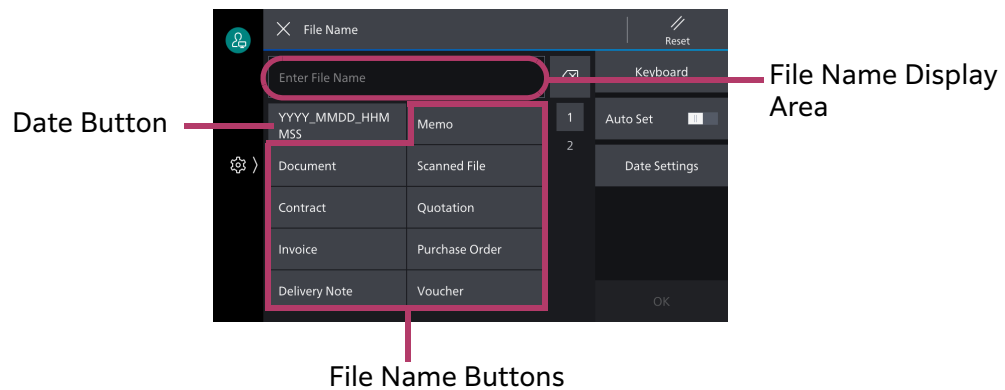 File Name
Reset
Enter File Name
Keyboard
File Name Display
Area
Date Button
YYYY_MMDD_HHM
MSS
Memo
1
Auto Set
2
Document
Scanned File
Date Settings
Contract
Quotation
Invoice
Purchase Order
Delivery Note
Voucher
OK
File Name Buttons